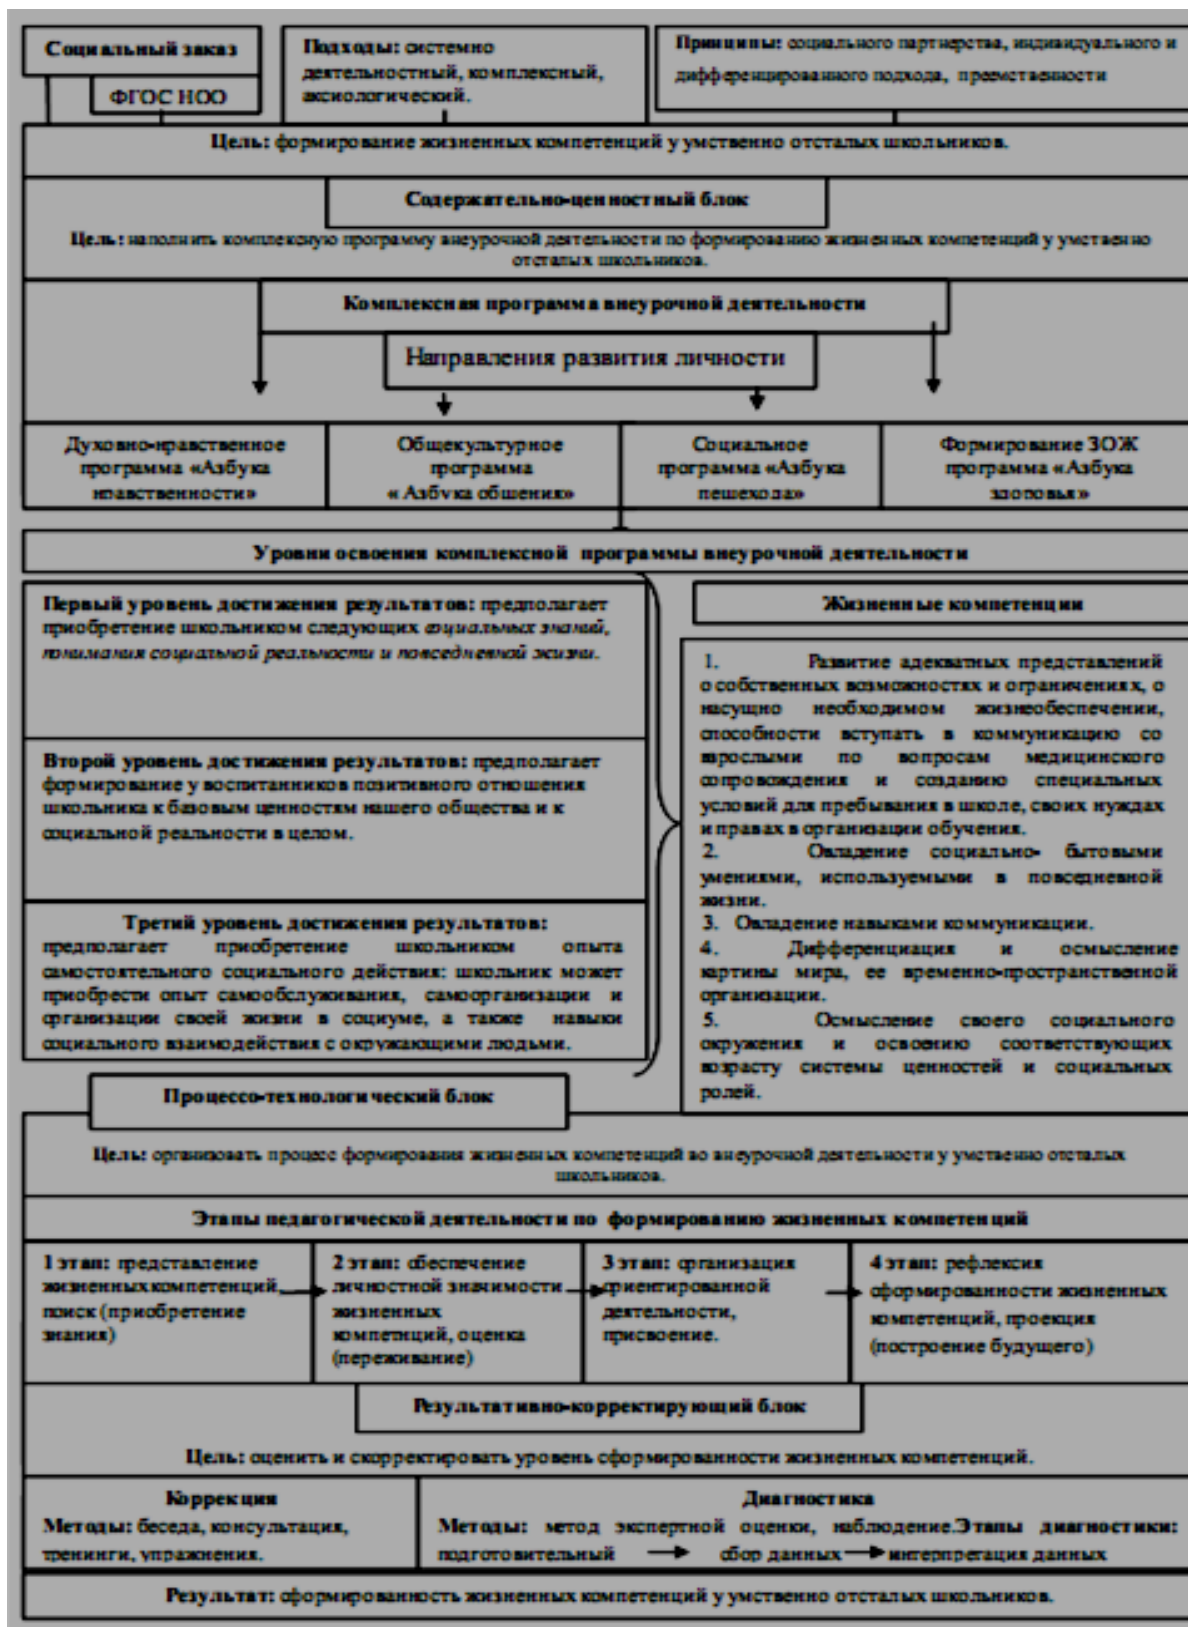 Социальный заказ
ФГОС НОО
Подходы: системно
деятельностный, комплексный,
аксиологический.
Принципы: социального партнерства, индивидуального и
дифференцированного подхода, преемственности
Цель: формирование жизненных компетенций у умственно отсталых школьников.
Содержательно-ценностный блок
Цель: наполнить комплексную программу внеурочной деятельности по формированию жизненных компетенций у умственно
отсталых школьников.
Комплексная программа внеурочной деятельности
Направления развития личности
Духовно-нравственное
программа «Азбука
нравственности»
Общекультурное
программа
« Азбука общения»
Социальное
программа «Азбука
пешехода»
Формирование ЗОЖ
программа «Азбука
здоровья»
Уровни освоения комплексной программы внеурочной деятельности
Первый уровень достижения результатов: предполагает
приобретение школьником следующих социальных знаний,
понимания социальной реальности и повседневной жизни.
Второй уровень достижения результатов: предполагает
формирование у воспитанников позитивного отношения
школьника к базовым ценностям нашего общества и к
социальной реальности в целом.
Третий уровень достижения результатов:
предполагает приобретение школьником опыта
самостоятельного социального действия: школьник может
приобрести опыт самообслуживания, самоорганизации и
организации своей жизни в социуме, а также навыки
социального взаимодействия с окружающими людьми.
Жизненные компетенции
1. Развитие адекватных представлений
о собственных возможностях и ограничениях, о
насущно необходимом жизнеобеспечении,
способности вступать в коммуникацию со
взрослыми по вопросам медицинского
сопровождения и созданию специальных
условий для пребывания в школе, своих нуждах
и правах в организации обучения.
2. Овладение социально- бытовыми
умениями, используемыми в повседневной
жизни.
3. Овладение навыками коммуникации.
4. Дифференциация и осмысление
картины мира, ее временно-пространственной
организации.
5. Осмысление своего социального
окружения и освоению соответствующих
возрасту системы ценностей и социальных
ролей.
Процессо-технологический блок
Цель: организовать процесс формирования жизненных компетенций во внеурочной деятельности у умственно отсталых
школьников.
Этапы педагогической деятельности по формированию жизненных компетенций
1 этап: представление
жизненных компетенций,
поиск (приобретение
знания)
2 этап: обеспечение
личностной значимости
жизненных
компетнций, оценка
(переживание)
3 этап: организация
ориентированной
деятельности,
присвоение.
4 этап: рефлексия
сформированности жизненных
компетенций, проекция
(построение будущего)
Результативно-корректирующий блок
Цель: оценить и скорректировать уровень сформированности жизненных компетенций.
Коррекция
Методы: беседа, консультация,
тренинги, упражнения.
Диагностика
Методы: метод экспертной оценки, наблюдение.Этапы диагностики:
подготовительный → сбор данных → интерпретация данных
Результат: сформированность жизненных компетенций у умственно отсталых школьников.